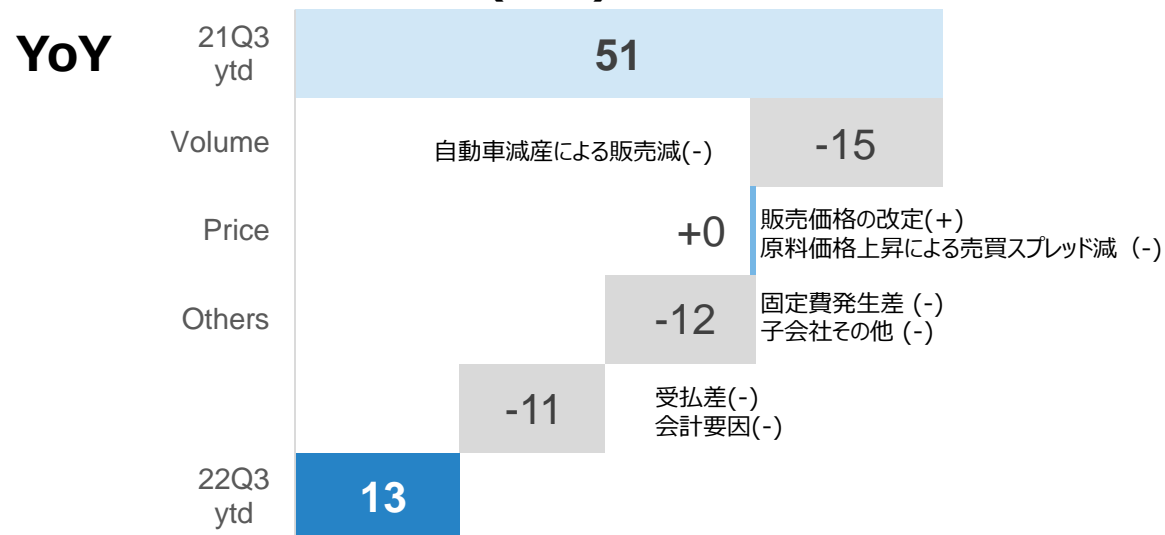 YoY
21Q3
ytd
51
Volume
自動車減産による販売減(-)
-15
Price
+0
販売価格の改定(+)
原料価格上昇による売買スプレッド減（-)
Others
-12
固定費発生差 (-)
子会社その他 (-)
-11
受払差(-)
会計要因(-)
22Q3
ytd
13